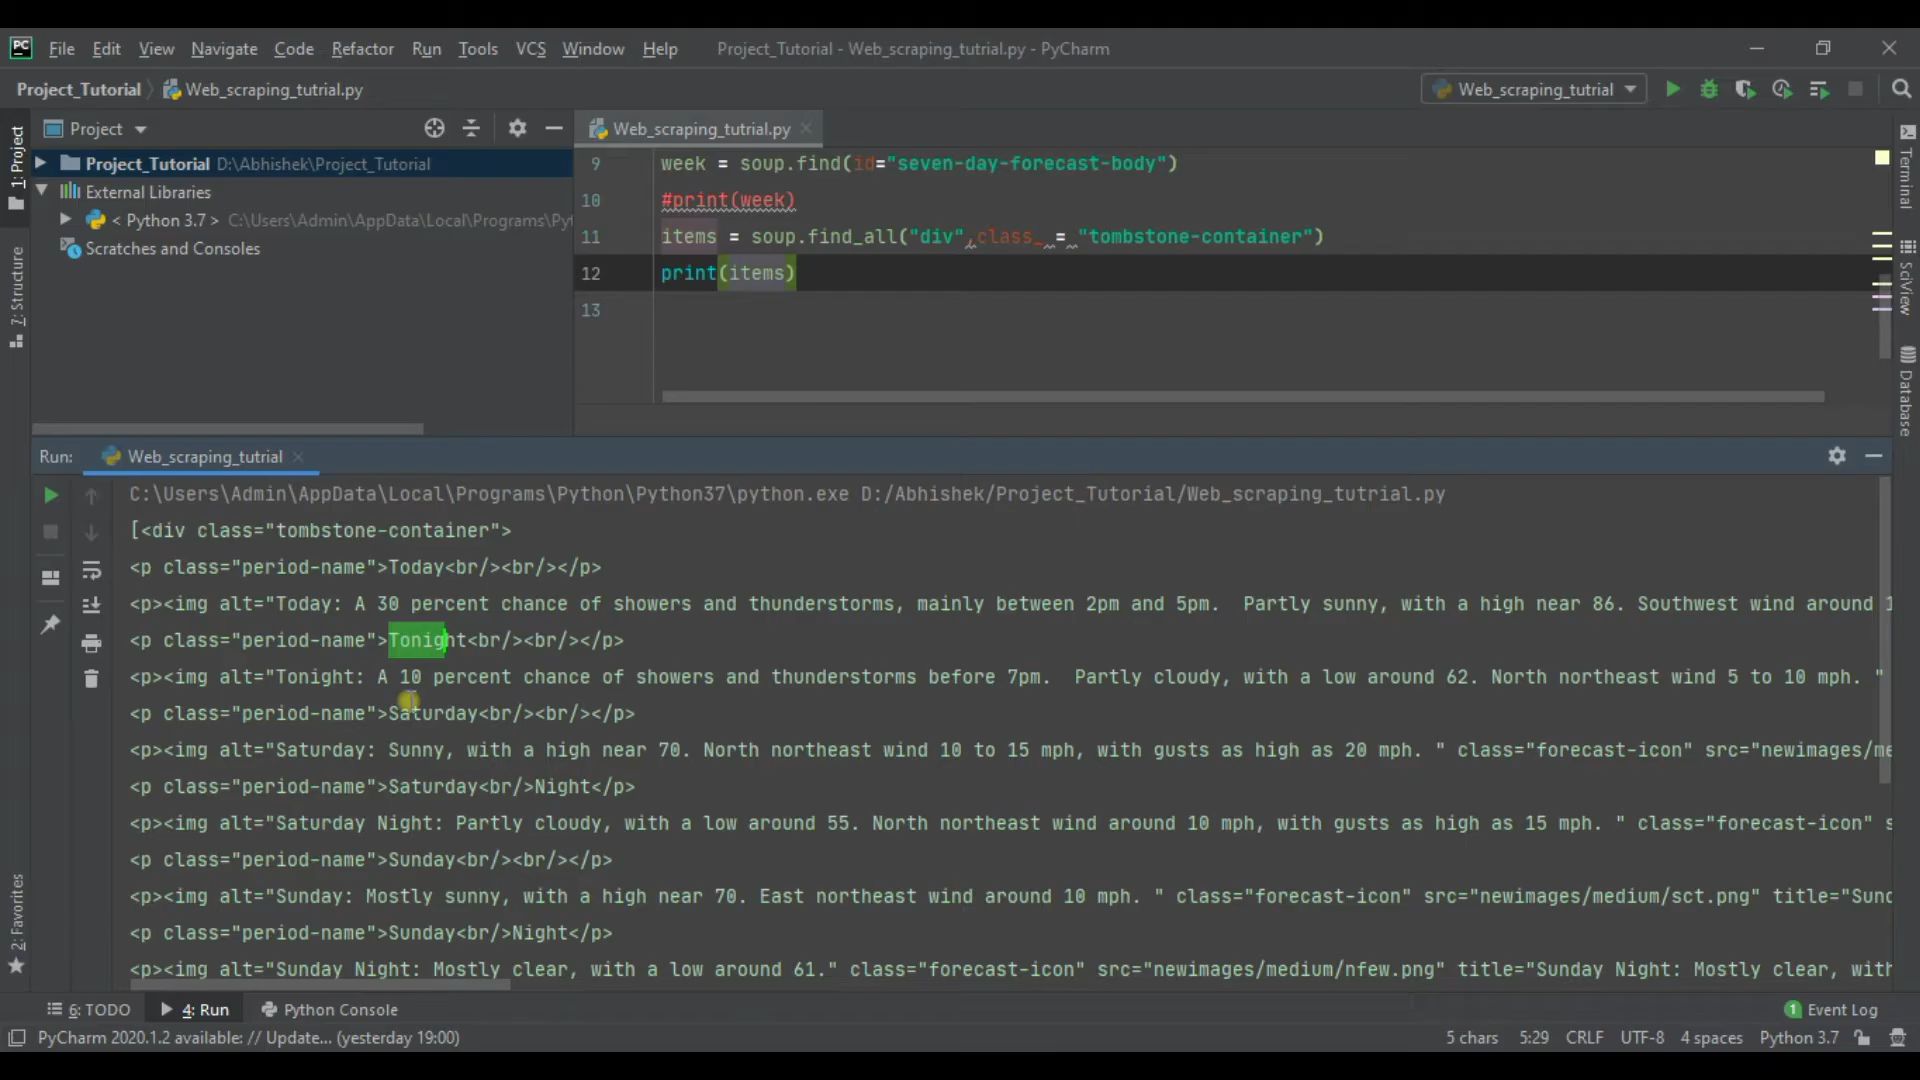 PC File Edit View Navigate Code Refactor Run Tools VCS Window Help Project_Tutorial - Web_scraping_tutrial.py - PyCharm
Project_Tutorial Web_scraping_tutrial.py Web_scraping_tutrial
1: Project
Project
Web_scraping_tutrial.py
Project_Tutorial D:\Abhishek\Project_Tutorial
External Libraries
< Python 3.7 > C:\Users\Admin\AppData\Local\Programs\Pyt
Scratches and Consoles
7: Structure
2: Favorites
9 week = soup.find(id="seven-day-forecast-body")
10 #print(week)
11 items = soup.find_all("div",class_ = "tombstone-container")
12 print(items)
13
Terminal
SciView
Database
Run: Web_scraping_tutrial
C:\Users\Admin\AppData\Local\Programs\Python\Python37\python.exe D:/Abhishek/Project_Tutorial/Web_scraping_tutrial.py
[<div class="tombstone-container">
<p class="period-name">Today<br/><br/></p>
<p><img alt="Today: A 30 percent chance of showers and thunderstorms, mainly between 2pm and 5pm.  Partly sunny, with a high near 86. Southwest wind around 1
<p class="period-name">Tonight<br/><br/></p>
<p><img alt="Tonight: A 10 percent chance of showers and thunderstorms before 7pm.  Partly cloudy, with a low around 62. North northeast wind 5 to 10 mph. "
<p class="period-name">Saturday<br/><br/></p>
<p><img alt="Saturday: Sunny, with a high near 70. North northeast wind 10 to 15 mph, with gusts as high as 20 mph. " class="forecast-icon" src="newimages/me
<p class="period-name">Saturday<br/>Night</p>
<p><img alt="Saturday Night: Partly cloudy, with a low around 55. North northeast wind around 10 mph, with gusts as high as 15 mph. " class="forecast-icon" s
<p class="period-name">Sunday<br/><br/></p>
<p><img alt="Sunday: Mostly sunny, with a high near 70. East northeast wind around 10 mph. " class="forecast-icon" src="newimages/medium/sct.png" title="Sund
<p class="period-name">Sunday<br/>Night</p>
<p><img alt="Sunday Night: Mostly clear, with a low around 61." class="forecast-icon" src="newimages/medium/nfew.png" title="Sunday Night: Mostly clear, with
6: TODO 4: Run Python Console 1 Event Log
PyCharm 2020.1.2 available: // Update... (yesterday 19:00) 5 chars 5:29 CRLF UTF-8 4 spaces Python 3.7